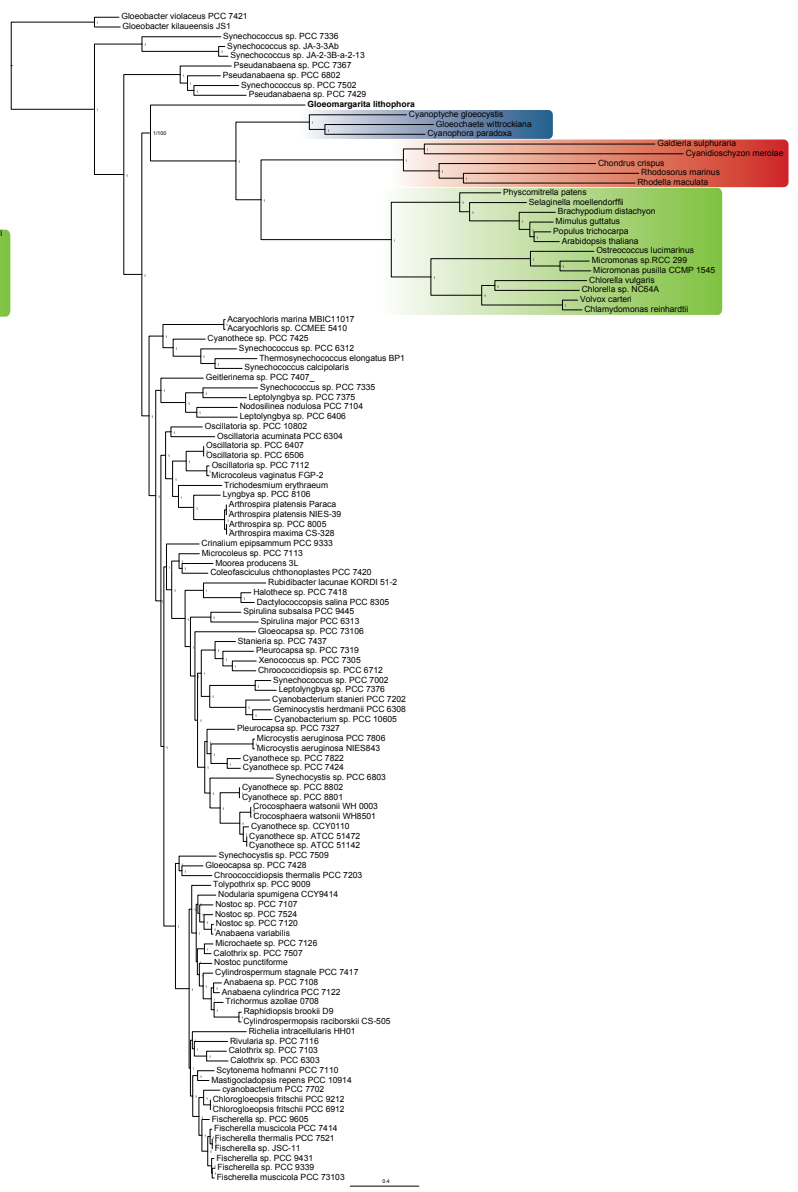 Gloeobacter violaceus PCC 7421
Gloeobacter kilaueensis JS1
Synechococcus sp. PCC 7336
Synechococcus sp. JA-3-3Ab
Synechococcus sp. JA-2-3B-a-2-13
Pseudanabaena sp. PCC 7367
Pseudanabaena sp. PCC 6802
Synechococcus sp. PCC 7502
Pseudanabaena sp. PCC 7429
Gloeomargarita lithophora
Cyanoptyche gloeocystis
Gloeochaete wittrockiana
Cyanophora paradoxa
1/100
Galdieria sulphuraria
Cyanidioschyzon merolae
Chondrus crispus
Rhodosorus marinus
Rhodella maculata
Physcomitrella patens
Selaginella moellendorffii
Brachypodium distachyon
Mimulus guttatus
Populus trichocarpa
Arabidopsis thaliana
Ostreococcus lucimarinus
Micromonas sp.RCC 299
Micromonas pusilla CCMP 1545
Chlorella vulgaris
Chlorella sp. NC64A
Volvox carteri
Chlamydomonas reinhardtii
Acaryochloris marina MBIC11017
Acaryochloris sp. CCMEE 5410
Cyanothece sp. PCC 7425
Synechococcus sp. PCC 6312
Thermosynechococcus elongatus BP1
Synechococcus calcipolaris
Geitlerinema sp. PCC 7407_
Synechococcus sp. PCC 7335
Leptolyngbya sp. PCC 7375
Nodosilinea nodulosa PCC 7104
Leptolyngbya sp. PCC 6406
Oscillatoria sp. PCC 10802
Oscillatoria acuminata PCC 6304
Oscillatoria sp. PCC 6407
Oscillatoria sp. PCC 6506
Oscillatoria sp. PCC 7112
Microcoleus vaginatus FGP-2
Trichodesmium erythraeum
Lyngbya sp. PCC 8106
Arthrospira platensis Paraca
Arthrospira platensis NIES-39
Arthrospira sp. PCC 8005
Arthrospira maxima CS-328
Crinalium epipsammum PCC 9333
Microcoleus sp. PCC 7113
Moorea producens 3L
Coleofasciculus chthonoplastes PCC 7420
Rubidibacter lacunae KORDI 51-2
Halothece sp. PCC 7418
Dactylococcopsis salina PCC 8305
Spirulina subsalsa PCC 9445
Spirulina major PCC 6313
Gloeocapsa sp. PCC 73106
Stanieria sp. PCC 7437
Pleurocapsa sp. PCC 7319
Xenococcus sp. PCC 7305
Chroococcidiopsis sp. PCC 6712
Synechococcus sp. PCC 7002
Leptolyngbya sp. PCC 7376
Cyanobacterium stanieri PCC 7202
Geminocystis herdmanii PCC 6308
Cyanobacterium sp. PCC 10605
Pleurocapsa sp. PCC 7327
Microcystis aeruginosa PCC 7806
Microcystis aeruginosa NIES843
Cyanothece sp. PCC 7822
Cyanothece sp. PCC 7424
Synechocystis sp. PCC 6803
Cyanothece sp. PCC 8802
Cyanothece sp. PCC 8801
Crocosphaera watsonii WH 0003
Crocosphaera watsonii WH8501
Cyanothece sp. CCY0110
Cyanothece sp. ATCC 51472
Cyanothece sp. ATCC 51142
Synechocystis sp. PCC 7509
Gloeocapsa sp. PCC 7428
Chroococcidiopsis thermalis PCC 7203
Tolypothrix sp. PCC 9009
Nodularia spumigena CCY9414
Nostoc sp. PCC 7107
Nostoc sp. PCC 7524
Nostoc sp. PCC 7120
Anabaena variabilis
Microchaete sp. PCC 7126
Calothrix sp. PCC 7507
Nostoc punctiforme
Cylindrospermum stagnale PCC 7417
Anabaena sp. PCC 7108
Anabaena cylindrica PCC 7122
Trichormus azollae 0708
Raphidiopsis brookii D9
Cylindrospermopsis raciborskii CS-505
Richelia intracellularis HH01
Rivularia sp. PCC 7116
Calothrix sp. PCC 7103
Calothrix sp. PCC 6303
Scytonema hofmanni PCC 7110
Mastigocladopsis repens PCC 10914
cyanobacterium PCC 7702
Chlorogloeopsis fritschii PCC 9212
Chlorogloeopsis fritschii PCC 6912
Fischerella sp. PCC 9605
Fischerella muscicola PCC 7414
Fischerella thermalis PCC 7521
Fischerella sp. JSC-11
Fischerella sp. PCC 9431
Fischerella sp. PCC 9339
Fischerella muscicola PCC 73103
0.4